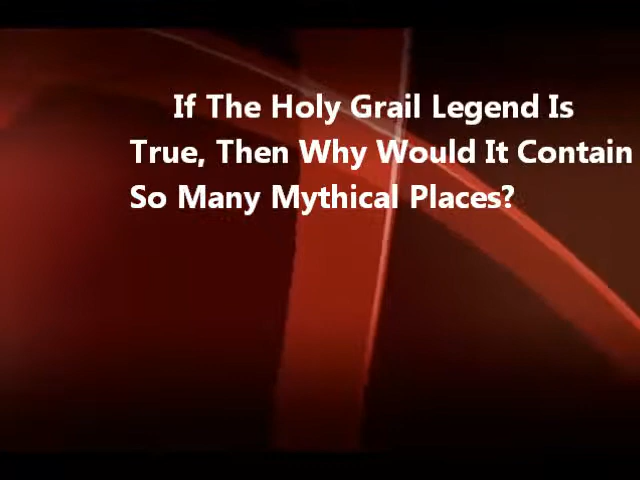 If The Holy Grail Legend Is
True, Then Why Would It Contain
So Many Mythical Places?